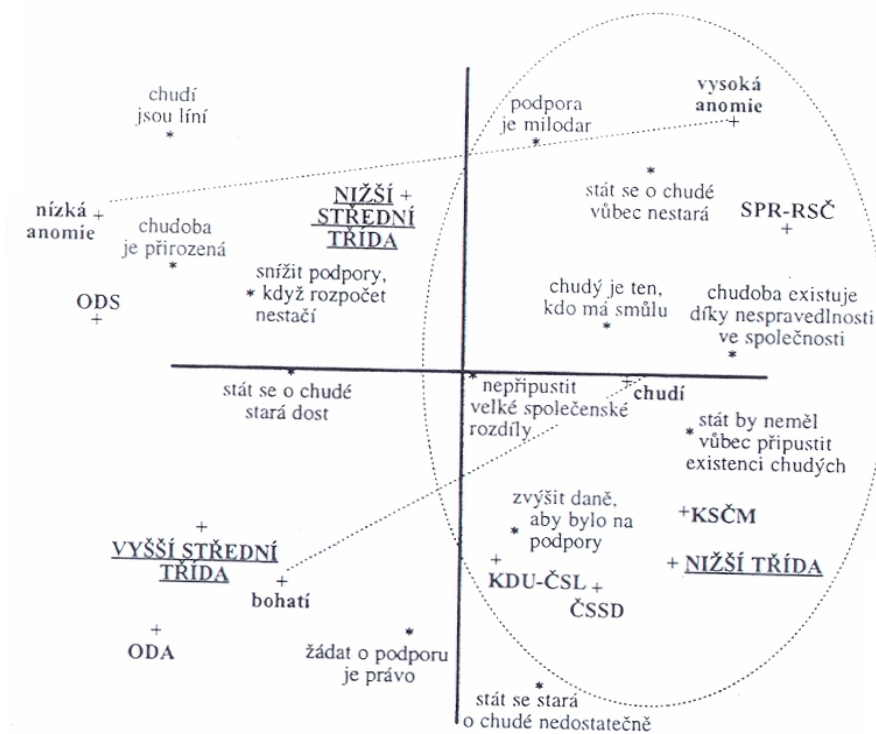 chudí
jsou líní
podpora
je milodar
vysoká
anomie
nízká
anomie
chudoba
je přirozená
NIŽŠÍ
STŘEDNÍ
TŘÍDA
stát se o chudé
vůbec nestará
SPR-RSČ
ODS
snížit podpory,
když rozpočet
nestačí
chudý je ten,
kdo má smůlu
chudoba existuje
díky nespravedlnosti
ve společnosti
stát se o chudé
stará dost
nepřipustit
velké společenské
rozdíly
chudí
stát by neměl
vůbec připustit
existenci chudých
zvýšit daně,
aby bylo na
podpory
KSČM
VYŠŠÍ STŘEDNÍ
TŘÍDA
bohatí
KDU-ČSL
ČSSD
NIŽŠÍ TŘÍDA
ODA
žádat o podporu
je právo
stát se stará
o chudé nedostatečně